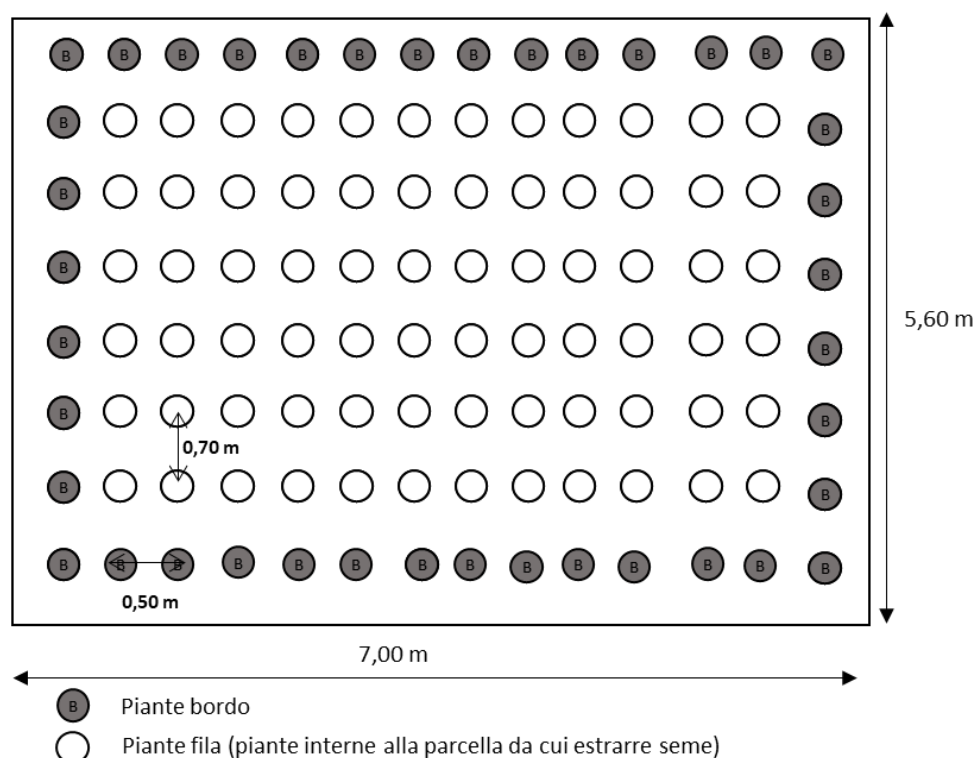 B B B B B B B B B B B B B B
B B
B B
B B
5,60 m
B B
B B
0,70 m
B B
B B B B B B B B B B B B B B
0,50 m
7,00 m
B Piante bordo
Piante fila (piante interne alla parcella da cui estrarre seme)